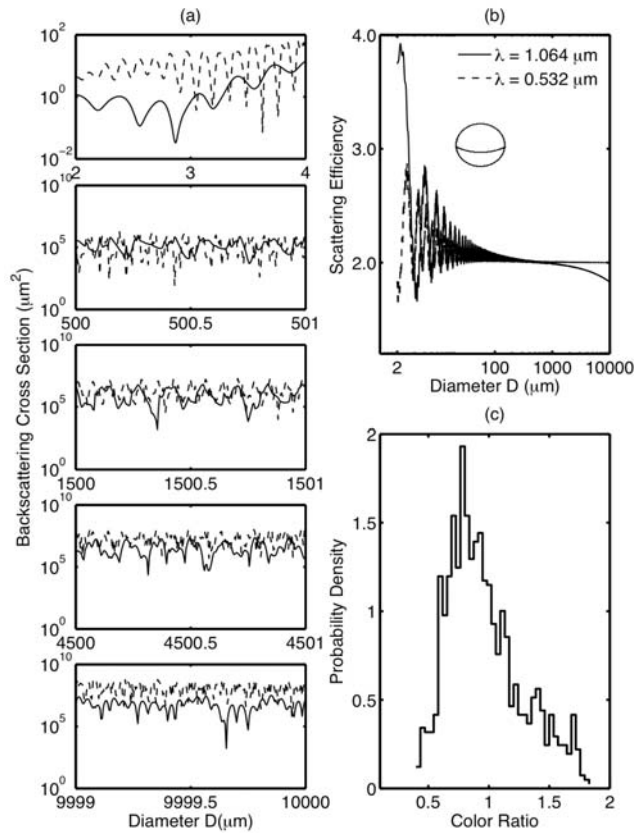 (a)
10^2
10^0
10^-2
2 3 4
10^10
10^5
10^0
500 500.5 501
10^10
10^5
10^0
1500 1500.5 1501
10^10
10^5
10^0
4500 4500.5 4501
10^10
10^5
10^0
9999 9999.5 10000
Diameter D(μm)
Backscattering Cross Section (μm²)
(b)
4.0
3.0
2.0
λ = 1.064 μm
λ = 0.532 μm
2 100 10000
Diameter D (μm)
Scattering Efficiency
(c)
2
1.5
1
0.5
0
0.5 1 1.5 2
Color Ratio
Probability Density